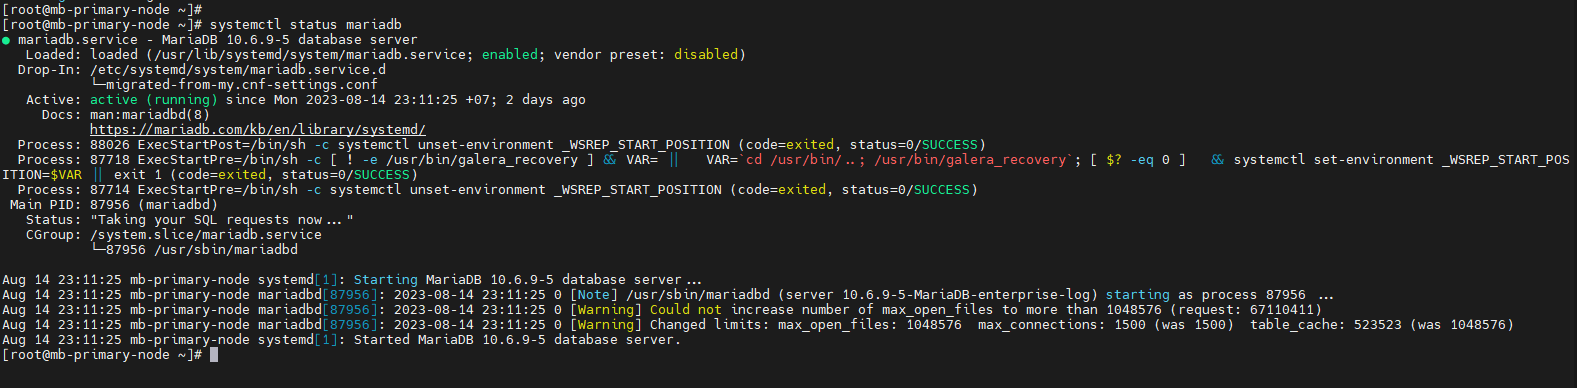 [root@mb-primary-node ~]#
[root@mb-primary-node ~]# systemctl status mariadb
● mariadb.service - MariaDB 10.6.9-5 database server
   Loaded: loaded (/usr/lib/systemd/system/mariadb.service; enabled; vendor preset: disabled)
  Drop-In: /etc/systemd/system/mariadb.service.d
           └─migrated-from-my.cnf-settings.conf
   Active: active (running) since Mon 2023-08-14 23:11:25 +07; 2 days ago
     Docs: man:mariadbd(8)
           https://mariadb.com/kb/en/library/systemd/
  Process: 88026 ExecStartPost=/bin/sh -c systemctl unset-environment _WSREP_START_POSITION (code=exited, status=0/SUCCESS)
  Process: 87718 ExecStartPre=/bin/sh -c [ ! -e /usr/bin/galera_recovery ] && VAR= ||   VAR=`cd /usr/bin/..; /usr/bin/galera_recovery`; [ $? -eq 0 ]   && systemctl set-environment _WSREP_START_POS
ITION=$VAR || exit 1 (code=exited, status=0/SUCCESS)
  Process: 87714 ExecStartPre=/bin/sh -c systemctl unset-environment _WSREP_START_POSITION (code=exited, status=0/SUCCESS)
 Main PID: 87956 (mariadbd)
   Status: "Taking your SQL requests now..."
   CGroup: /system.slice/mariadb.service
           └─87956 /usr/sbin/mariadbd
Aug 14 23:11:25 mb-primary-node systemd[1]: Starting MariaDB 10.6.9-5 database server...
Aug 14 23:11:25 mb-primary-node mariadbd[87956]: 2023-08-14 23:11:25 0 [Note] /usr/sbin/mariadbd (server 10.6.9-5-MariaDB-enterprise-log) starting as process 87956 ...
Aug 14 23:11:25 mb-primary-node mariadbd[87956]: 2023-08-14 23:11:25 0 [Warning] Could not increase number of max_open_files to more than 1048576 (request: 67110411)
Aug 14 23:11:25 mb-primary-node mariadbd[87956]: 2023-08-14 23:11:25 0 [Warning] Changed limits: max_open_files: 1048576  max_connections: 1500 (was 1500)  table_cache: 523523 (was 1048576)
Aug 14 23:11:25 mb-primary-node systemd[1]: Started MariaDB 10.6.9-5 database server.
[root@mb-primary-node ~]#